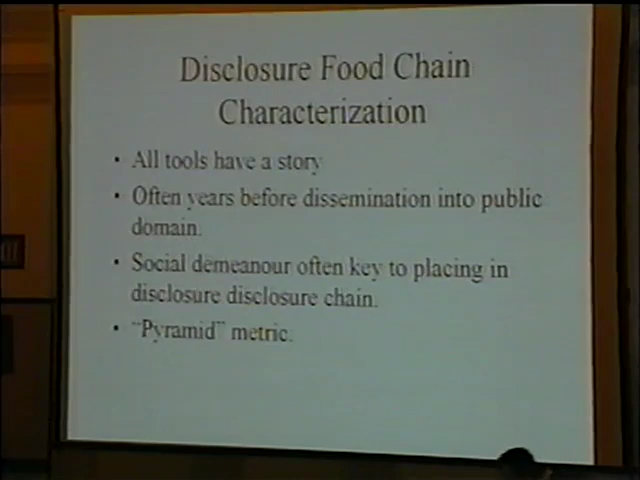 Disclosure Food Chain
Characterization
• All tools have a story
• Often years before dissemination into public
domain.
• Social demeanour often key to placing in
disclosure disclosure chain.
• "Pyramid" metric.